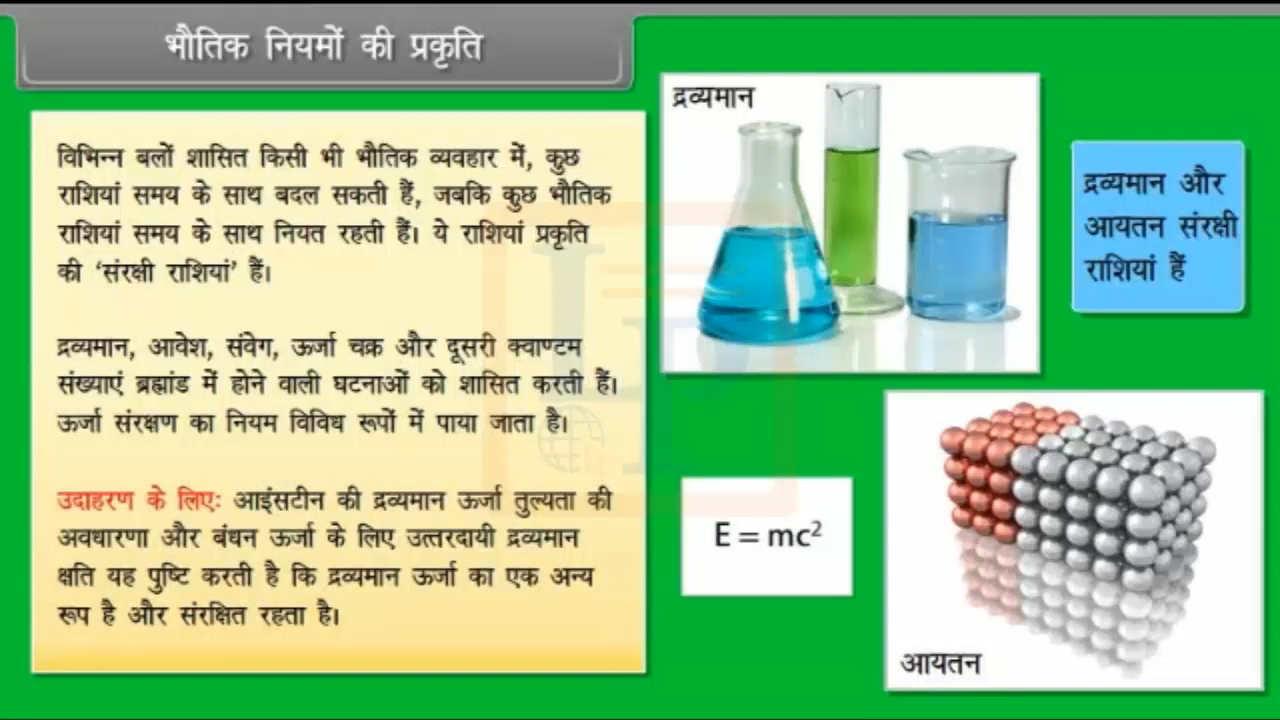 भौतिक नियमों की प्रकृति
विभिन्न बलों शासित किसी भी भौतिक व्यवहार में, कुछ
राशियां समय के साथ बदल सकती हैं, जबकि कुछ भौतिक
राशियां समय के साथ नियत रहती हैं। ये राशियां प्रकृति
की ‘संरक्षी राशियां’ हैं।
द्रव्यमान, आवेश, संवेग, ऊर्जा चक्र और दूसरी क्वाण्टम
संख्याएं ब्रह्मांड में होने वाली घटनाओं को शासित करती हैं।
ऊर्जा संरक्षण का नियम विविध रूपों में पाया जाता है।
उदाहरण के लिए: आइंसटीन की द्रव्यमान ऊर्जा तुल्यता की
अवधारणा और बंधन ऊर्जा के लिए उत्तरदायी द्रव्यमान
क्षति यह पुष्टि करती है कि द्रव्यमान ऊर्जा का एक अन्य
रूप है और संरक्षित रहता है।
द्रव्यमान
द्रव्यमान और
आयतन संरक्षी
राशियां हैं
E = mc²
आयतन